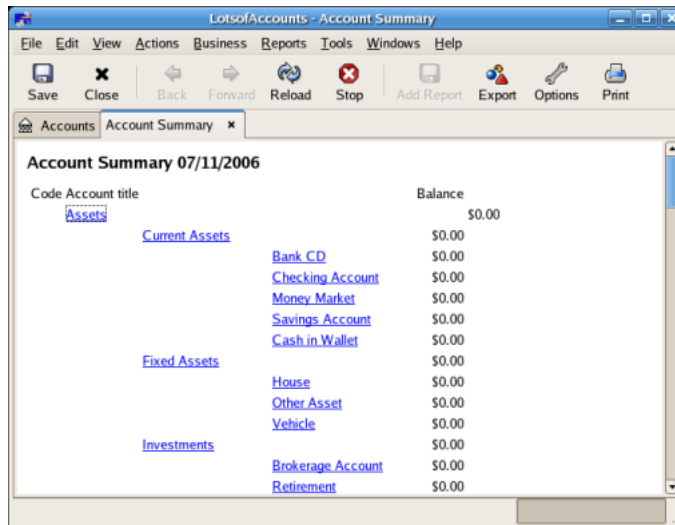 LotsofAccounts - Account Summary
File Edit View Actions Business Reports Tools Windows Help
Save Close Back Forward Reload Stop Add Report Export Options Print
Accounts Account Summary
Account Summary 07/11/2006
Code Account title Balance
Assets $0.00
Current Assets $0.00
Bank CD $0.00
Checking Account $0.00
Money Market $0.00
Savings Account $0.00
Cash in Wallet $0.00
Fixed Assets $0.00
House $0.00
Other Asset $0.00
Vehicle $0.00
Investments $0.00
Brokerage Account $0.00
Retirement $0.00